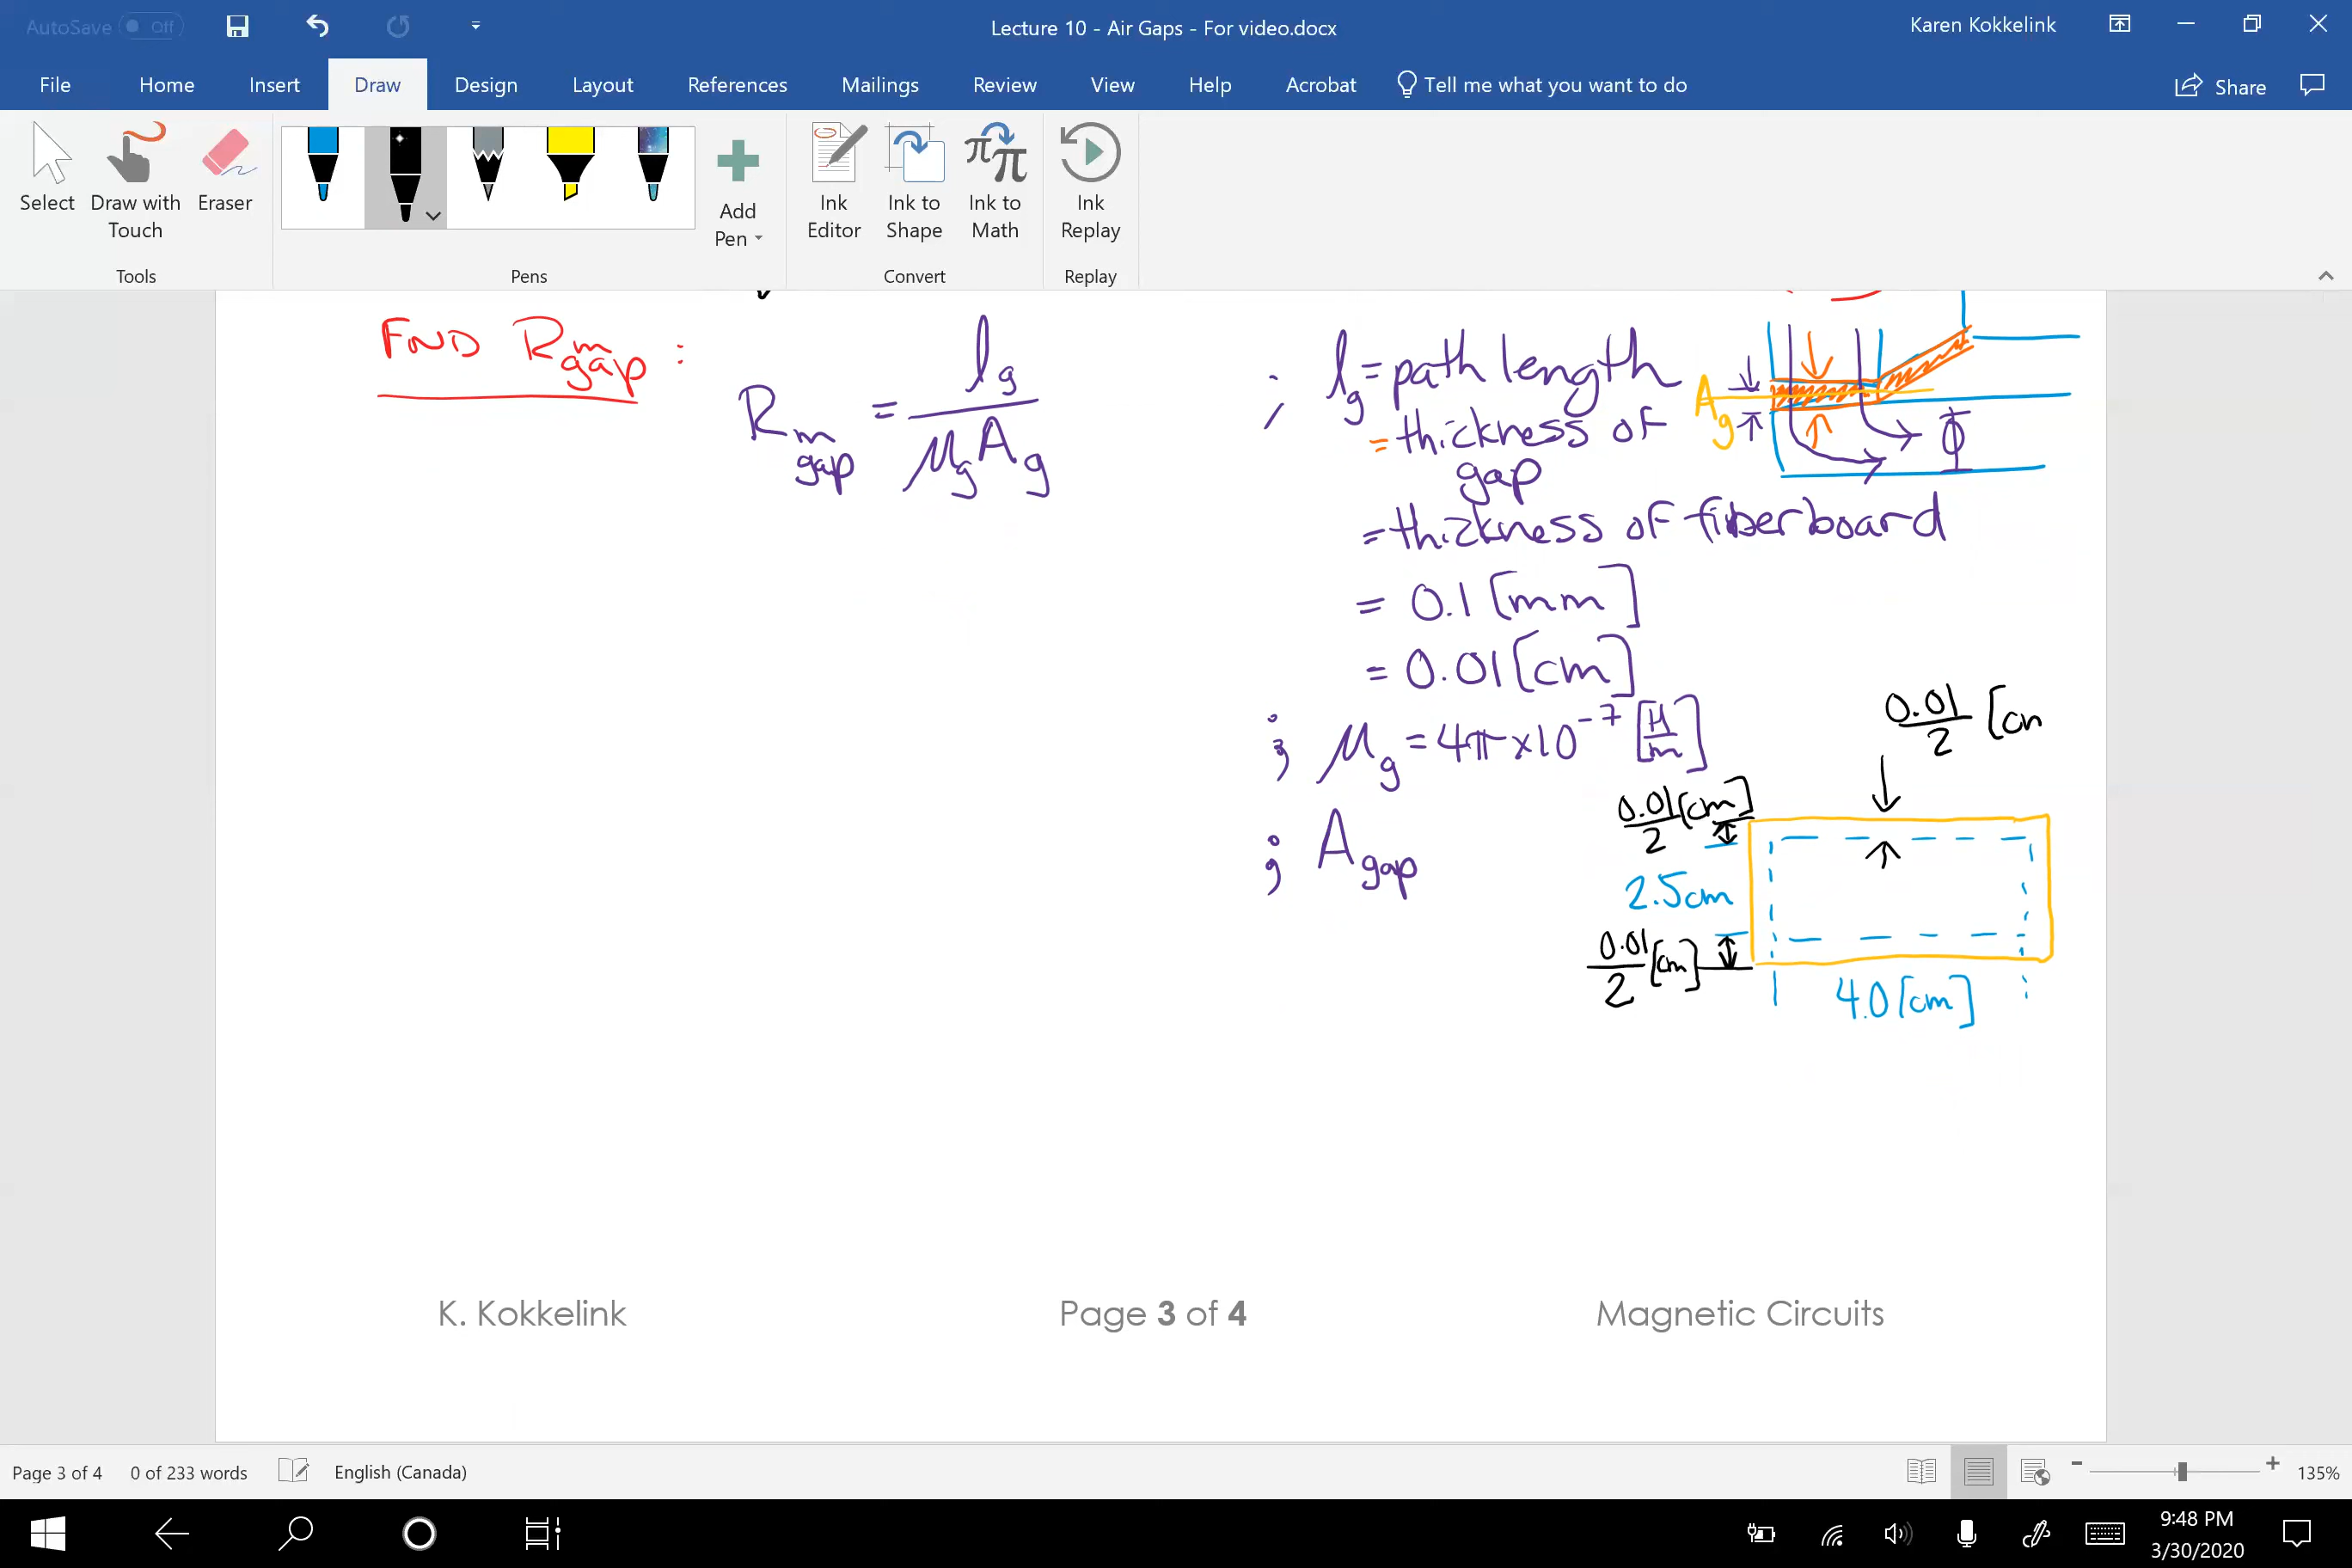 AutoSave Off
Lecture 10 - Air Gaps - For video.docx
Karen Kokkelink
File Home Insert Draw Design Layout References Mailings Review View Help Acrobat Tell me what you want to do Share
Select
Draw with Touch
Eraser
Add Pen
Ink Editor
Ink to Shape
Ink to Math
Ink Replay
Tools Pens Convert Replay
FIND Rm gap :
Rm gap = lg / μg Ag
; lg = path length
= thickness of gap
= thickness of fiberboard
= 0.1 [mm]
= 0.01 [cm]
; μg = 4π x10⁻⁷ [H/m]
; A gap
Ag
Φ
0.01/2 [cm
0.01/2 [cm]
2.5cm
0.01/2 [cm]
4.0 [cm]
K. Kokkelink Page 3 of 4 Magnetic Circuits
Page 3 of 4 0 of 233 words English (Canada) 135%
9:48 PM
3/30/2020